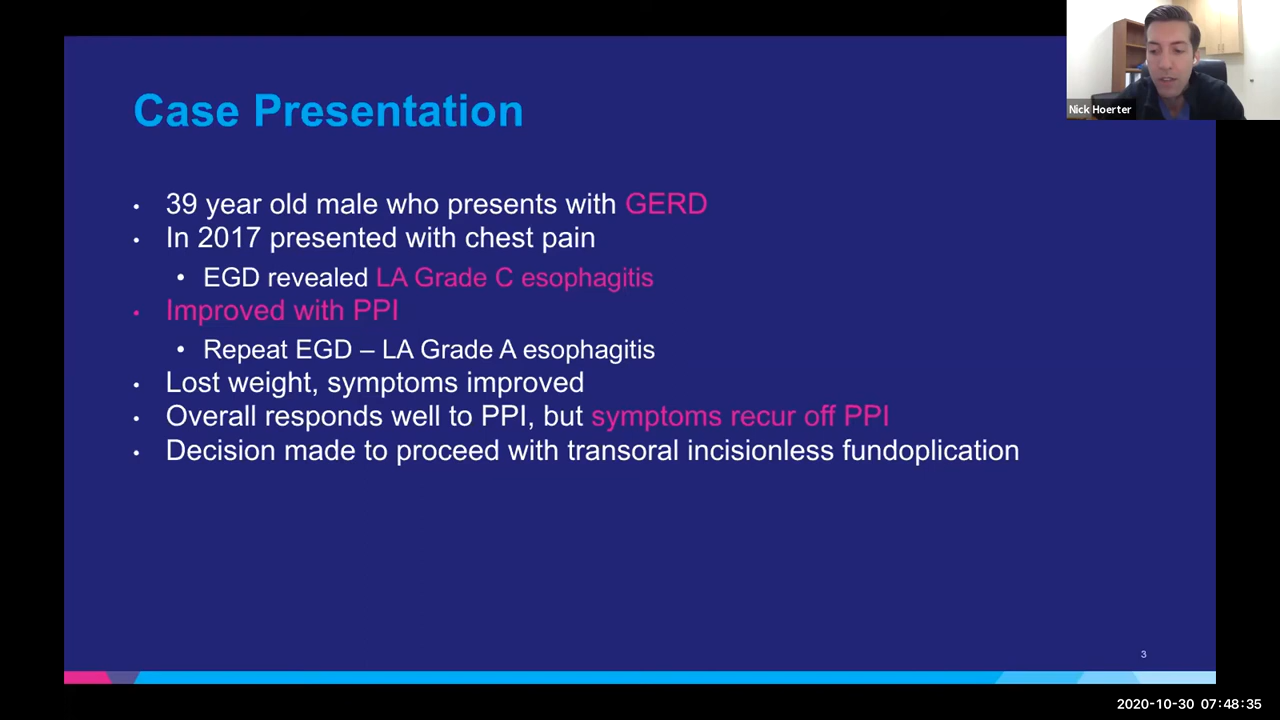 Case Presentation
Nick Hoerter
• 39 year old male who presents with GERD
• In 2017 presented with chest pain
• EGD revealed LA Grade C esophagitis
• Improved with PPI
• Repeat EGD – LA Grade A esophagitis
• Lost weight, symptoms improved
• Overall responds well to PPI, but symptoms recur off PPI
• Decision made to proceed with transoral incisionless fundoplication
3
2020-10-30 07:48:35